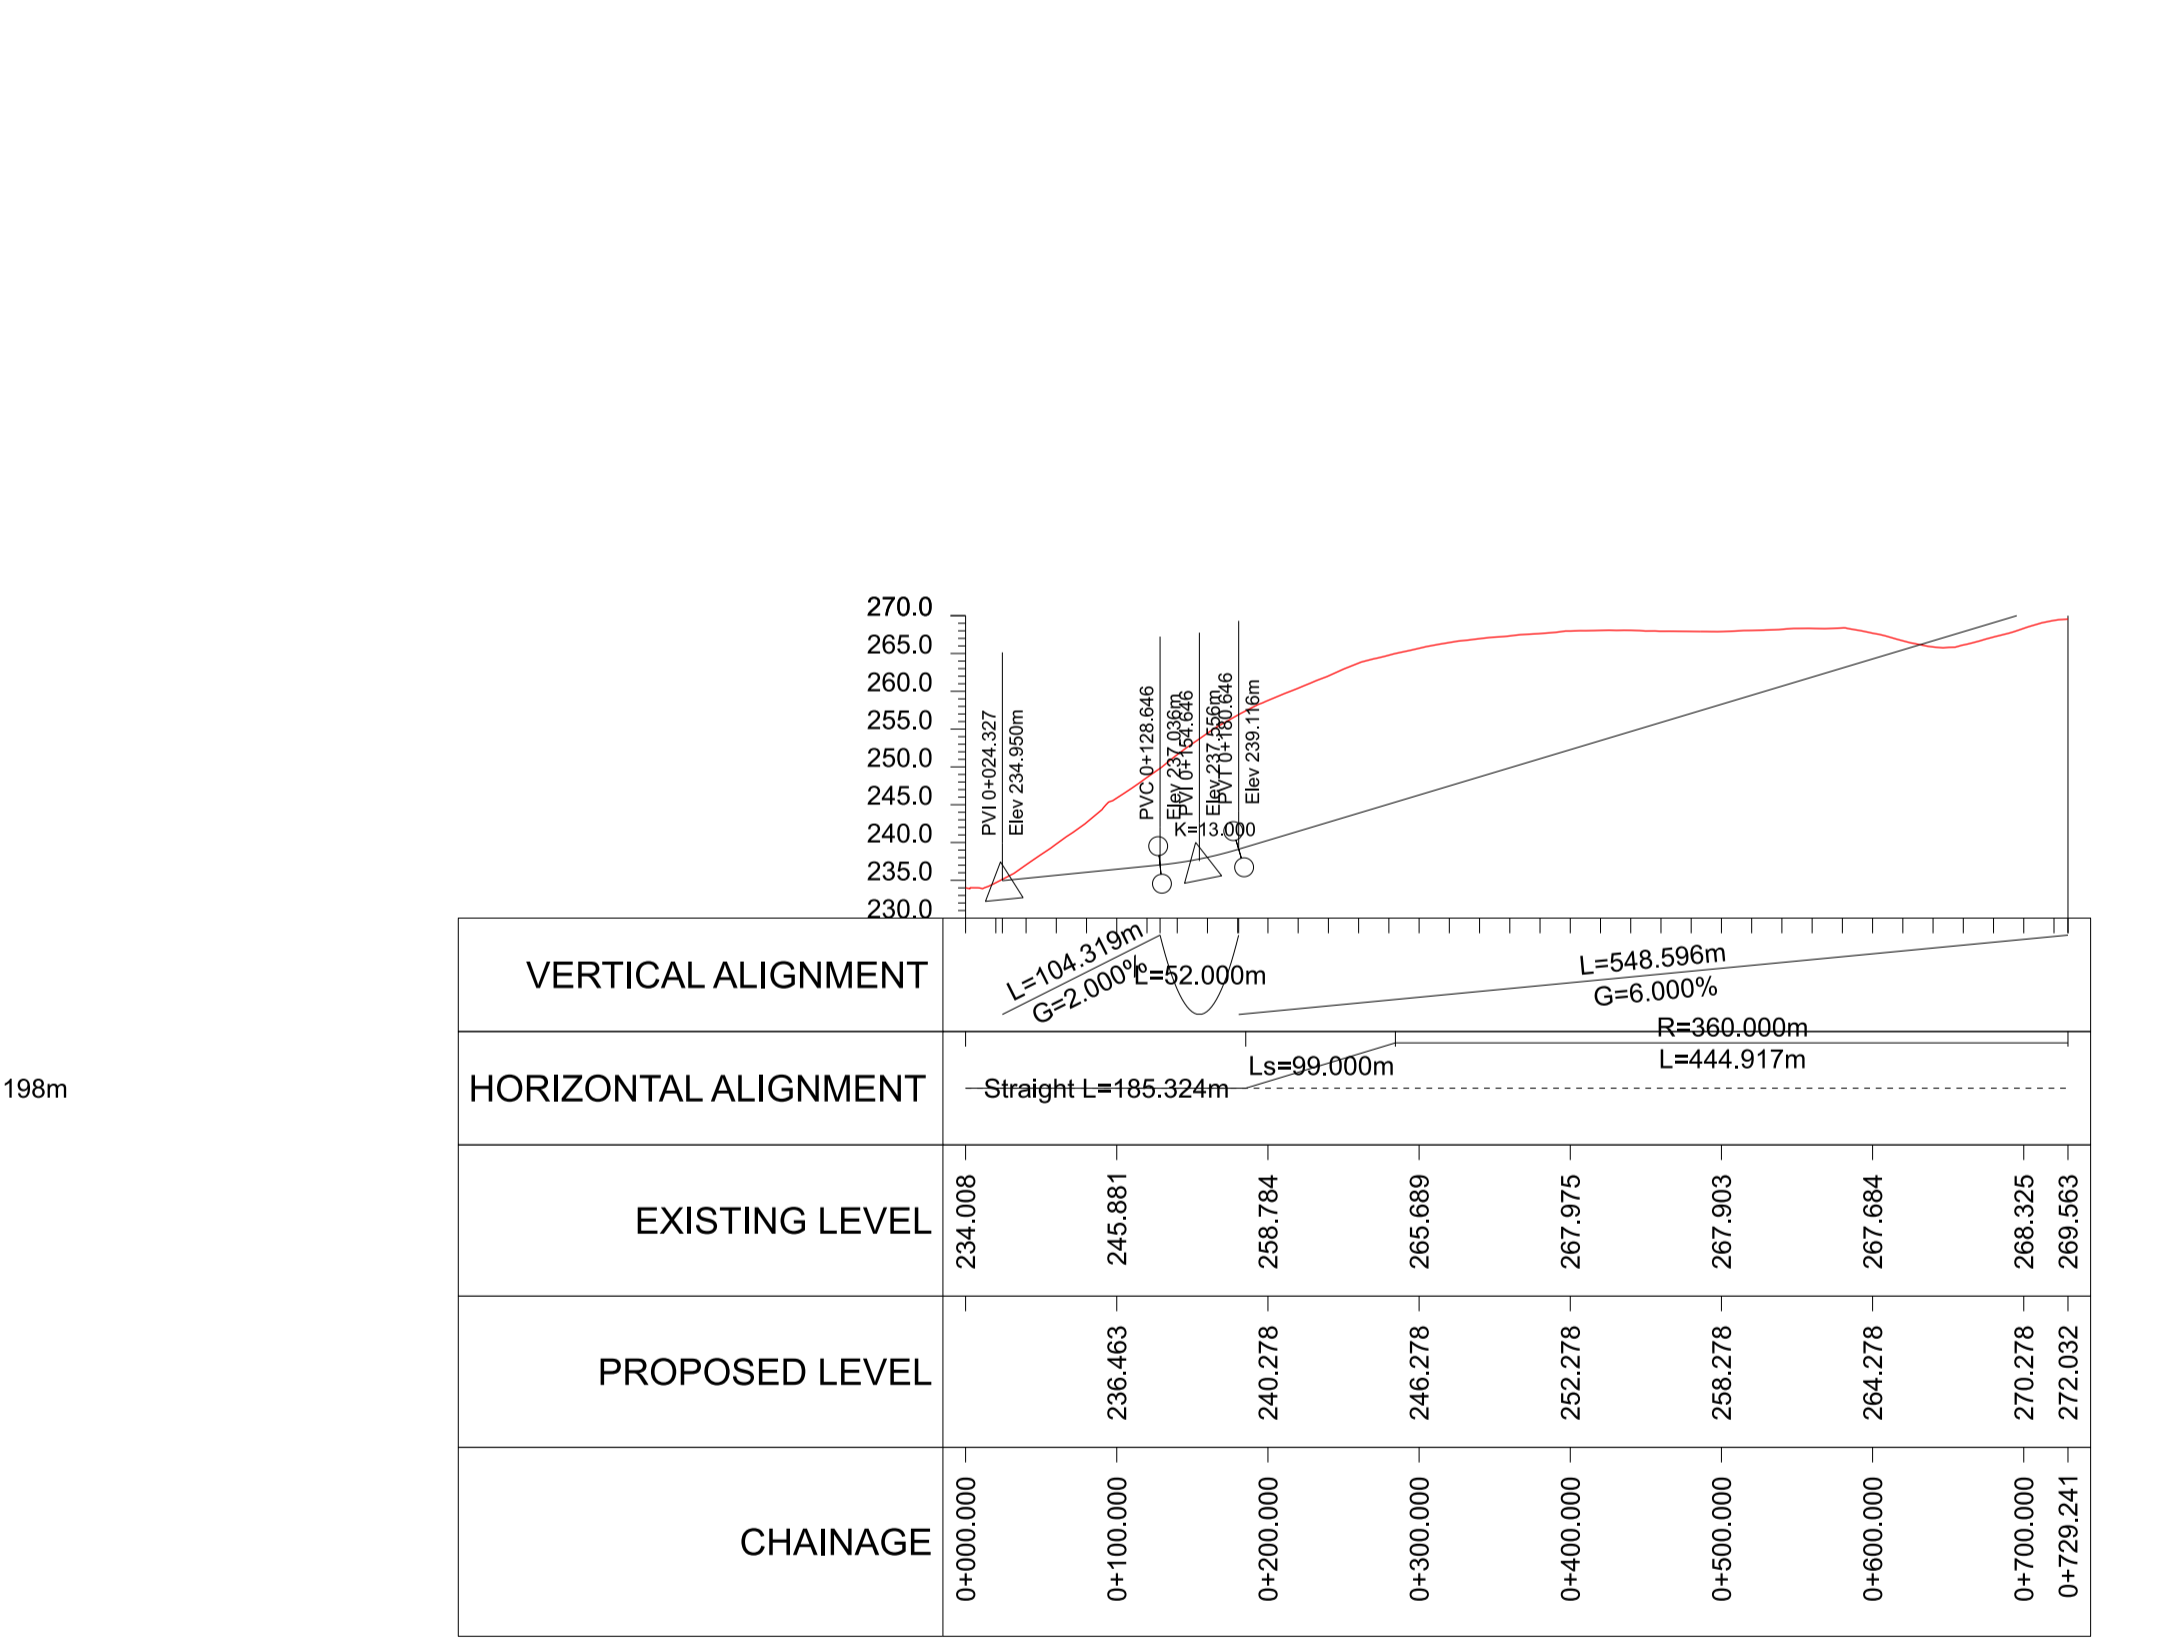 270.0
265.0
260.0
255.0
250.0
245.0
240.0
235.0
230.0
PVI 0+024.327
Elev 234.950m
PVC 0+128.646
Elev 237.036m
PVI 0+154.646
Elev 237.556m
PVT 0+180.646
Elev 239.116m
K=13.000
VERTICAL ALIGNMENT
L=104.319m
G=2.000%
L=52.000m
L=548.596m
G=6.000%
198m
HORIZONTAL ALIGNMENT
Straight L=185.324m
Ls=99.000m
R=360.000m
L=444.917m
EXISTING LEVEL
234.008
245.881
258.784
265.689
267.975
267.903
267.684
268.325
269.563
PROPOSED LEVEL
236.463
240.278
246.278
252.278
258.278
264.278
270.278
272.032
CHAINAGE
0+000.000
0+100.000
0+200.000
0+300.000
0+400.000
0+500.000
0+600.000
0+700.000
0+729.241